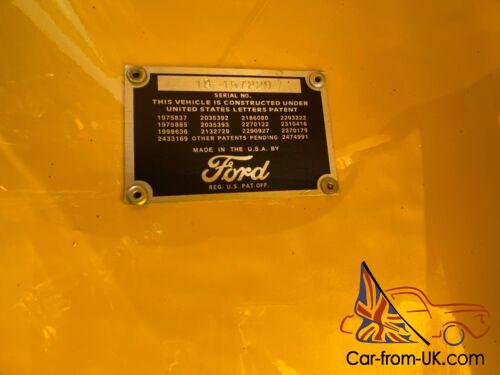 SERIAL NO.
THIS VEHICLE IS CONSTRUCTED UNDER
UNITED STATES LETTERS PATENT
1975837 2035392 2186080 2293222
1975885 2035393 2270122 2310416
1998636 2132729 2290927 2370179
2433169 OTHER PATENTS PENDING 2474991
MADE IN THE U.S.A. BY
Ford
REG. U.S. PAT. OFF.
Car-from-UK.com